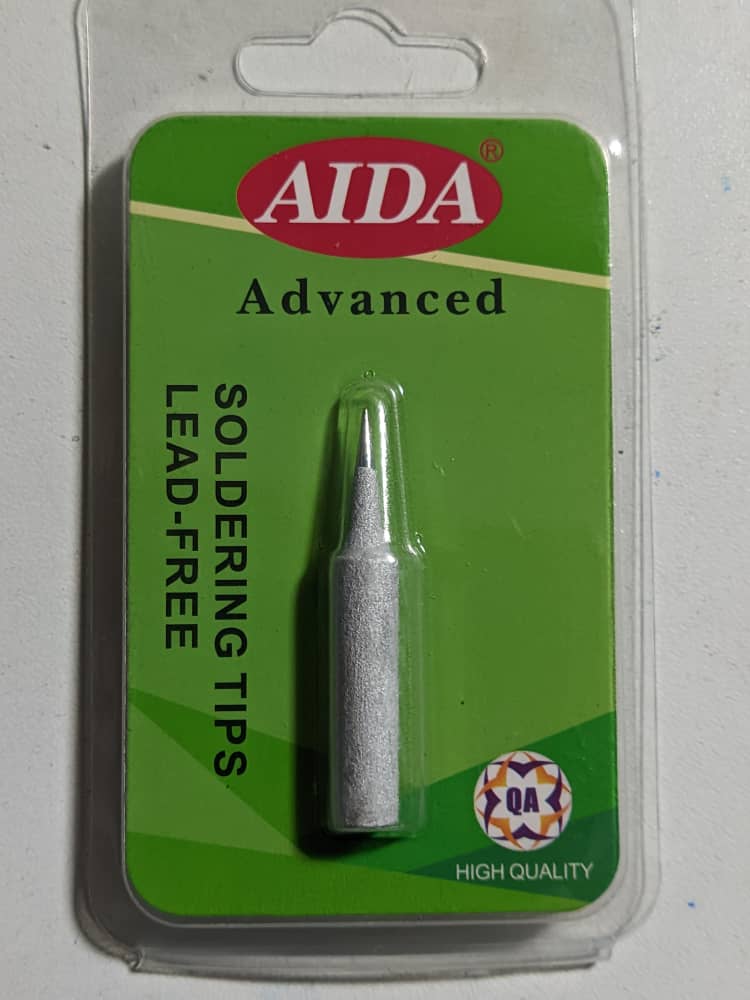 AIDA®
Advanced
SOLDERING TIPS
LEAD-FREE
QA
HIGH QUALITY